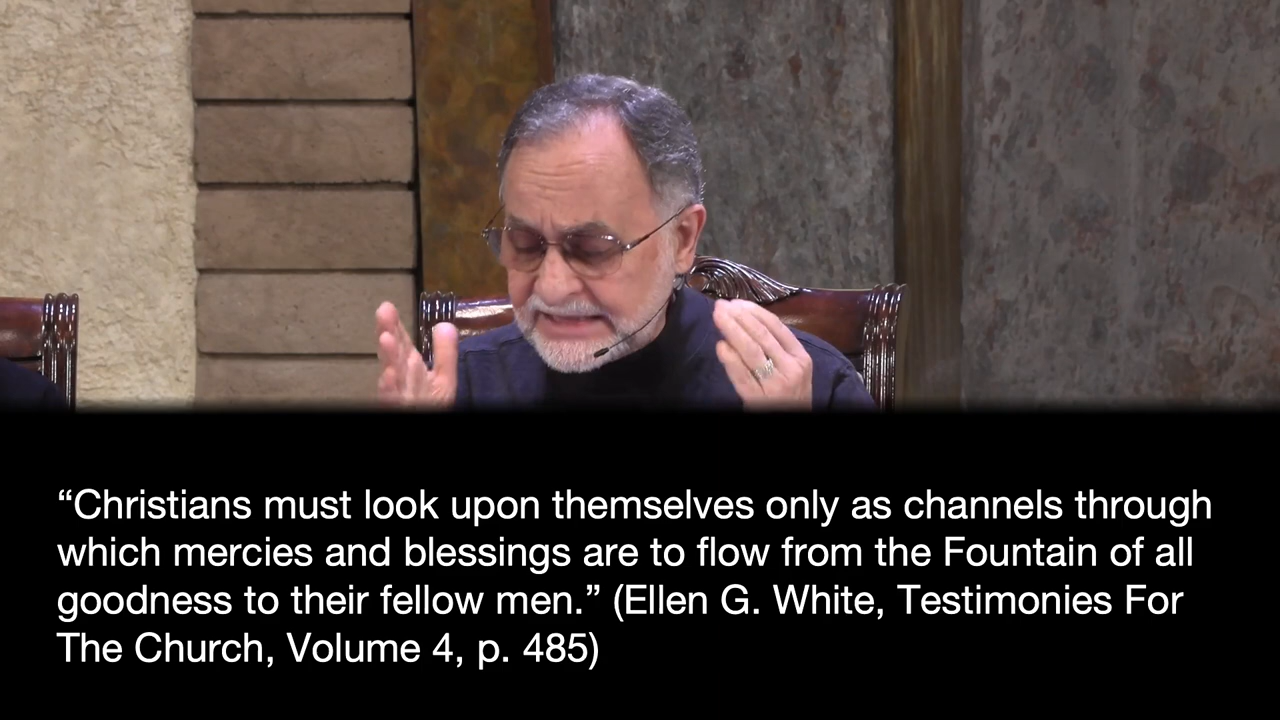 “Christians must look upon themselves only as channels through
which mercies and blessings are to flow from the Fountain of all
goodness to their fellow men.” (Ellen G. White, Testimonies For
The Church, Volume 4, p. 485)